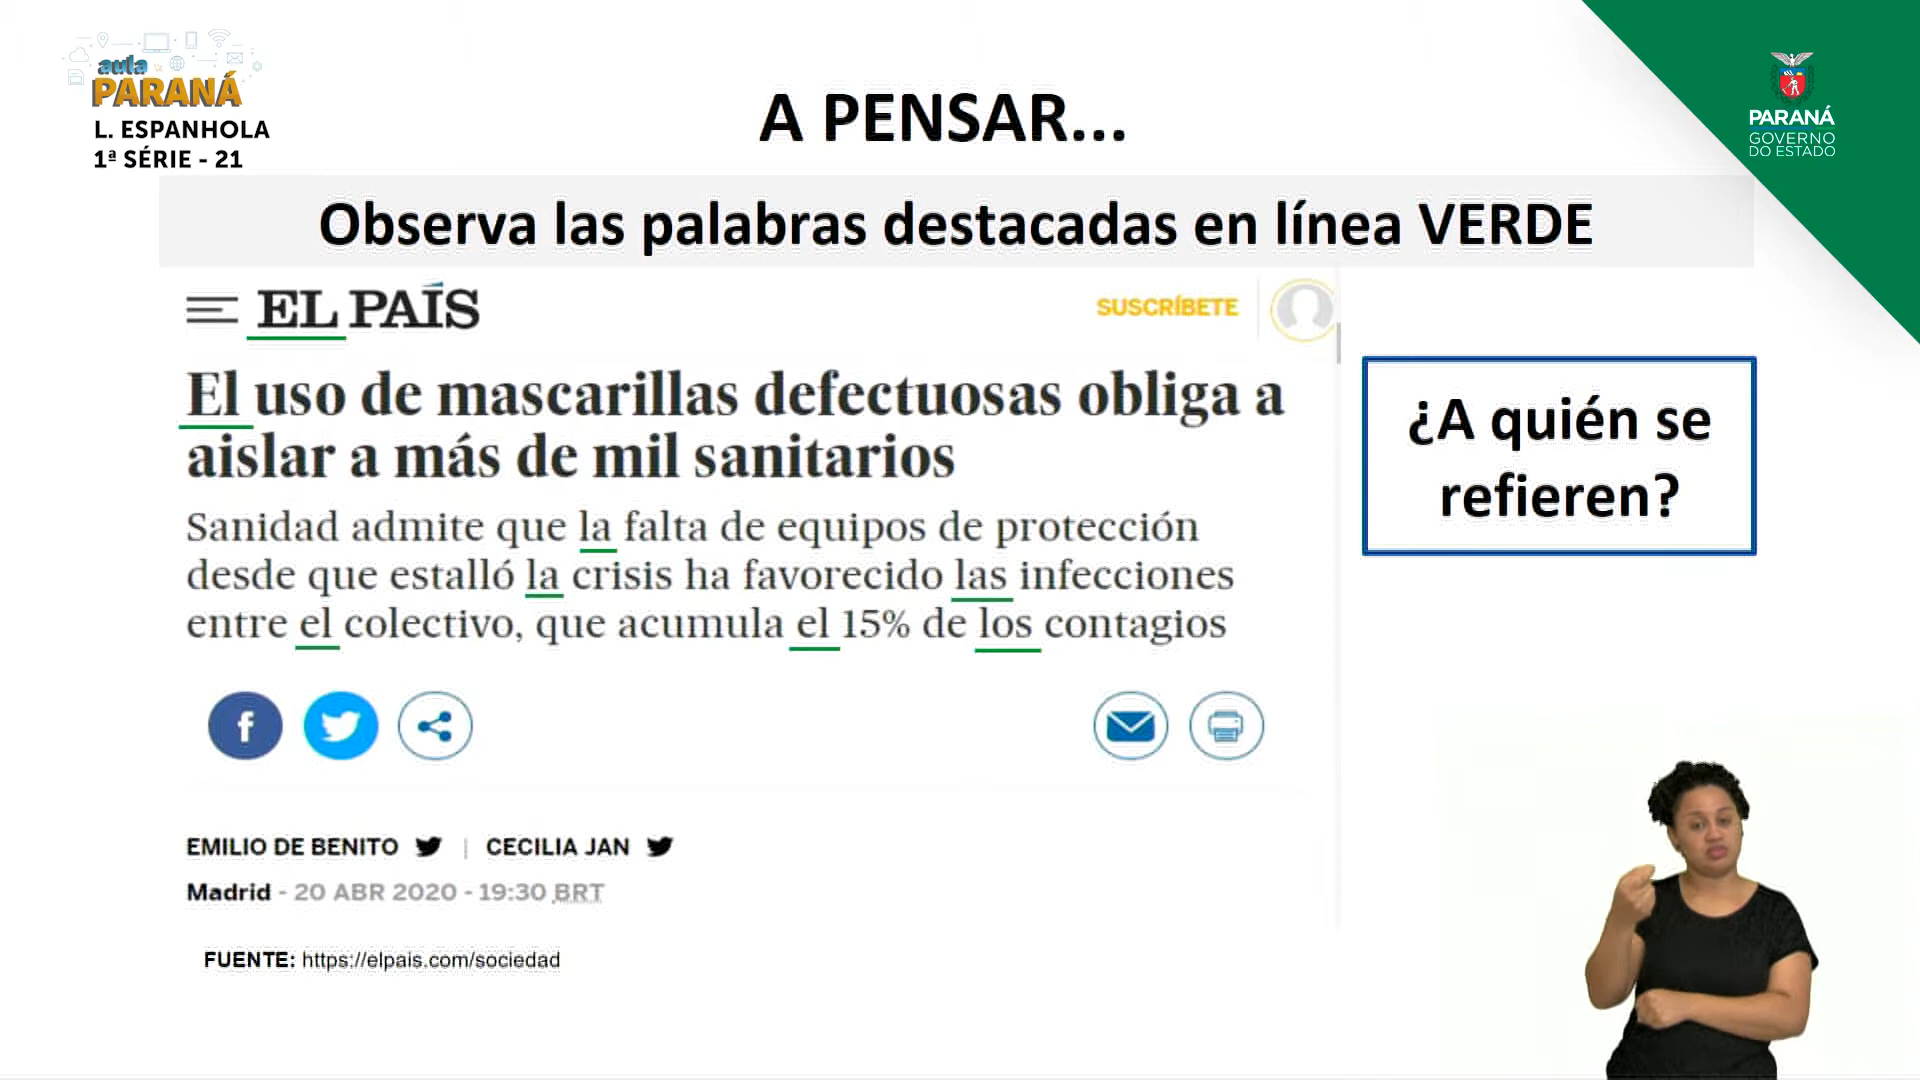 aula
PARANÁ
L. ESPANHOLA
1ª SÉRIE - 21
A PENSAR...
PARANÁ
GOVERNO
DO ESTADO
Observa las palabras destacadas en línea VERDE
EL PAÍS
SUSCRÍBETE
El uso de mascarillas defectuosas obliga a
aislar a más de mil sanitarios
¿A quién se
refieren?
Sanidad admite que la falta de equipos de protección
desde que estalló la crisis ha favorecido las infecciones
entre el colectivo, que acumula el 15% de los contagios
f
EMILIO DE BENITO | CECILIA JAN
Madrid - 20 ABR 2020 - 19:30 BRT
FUENTE: https://elpais.com/sociedad